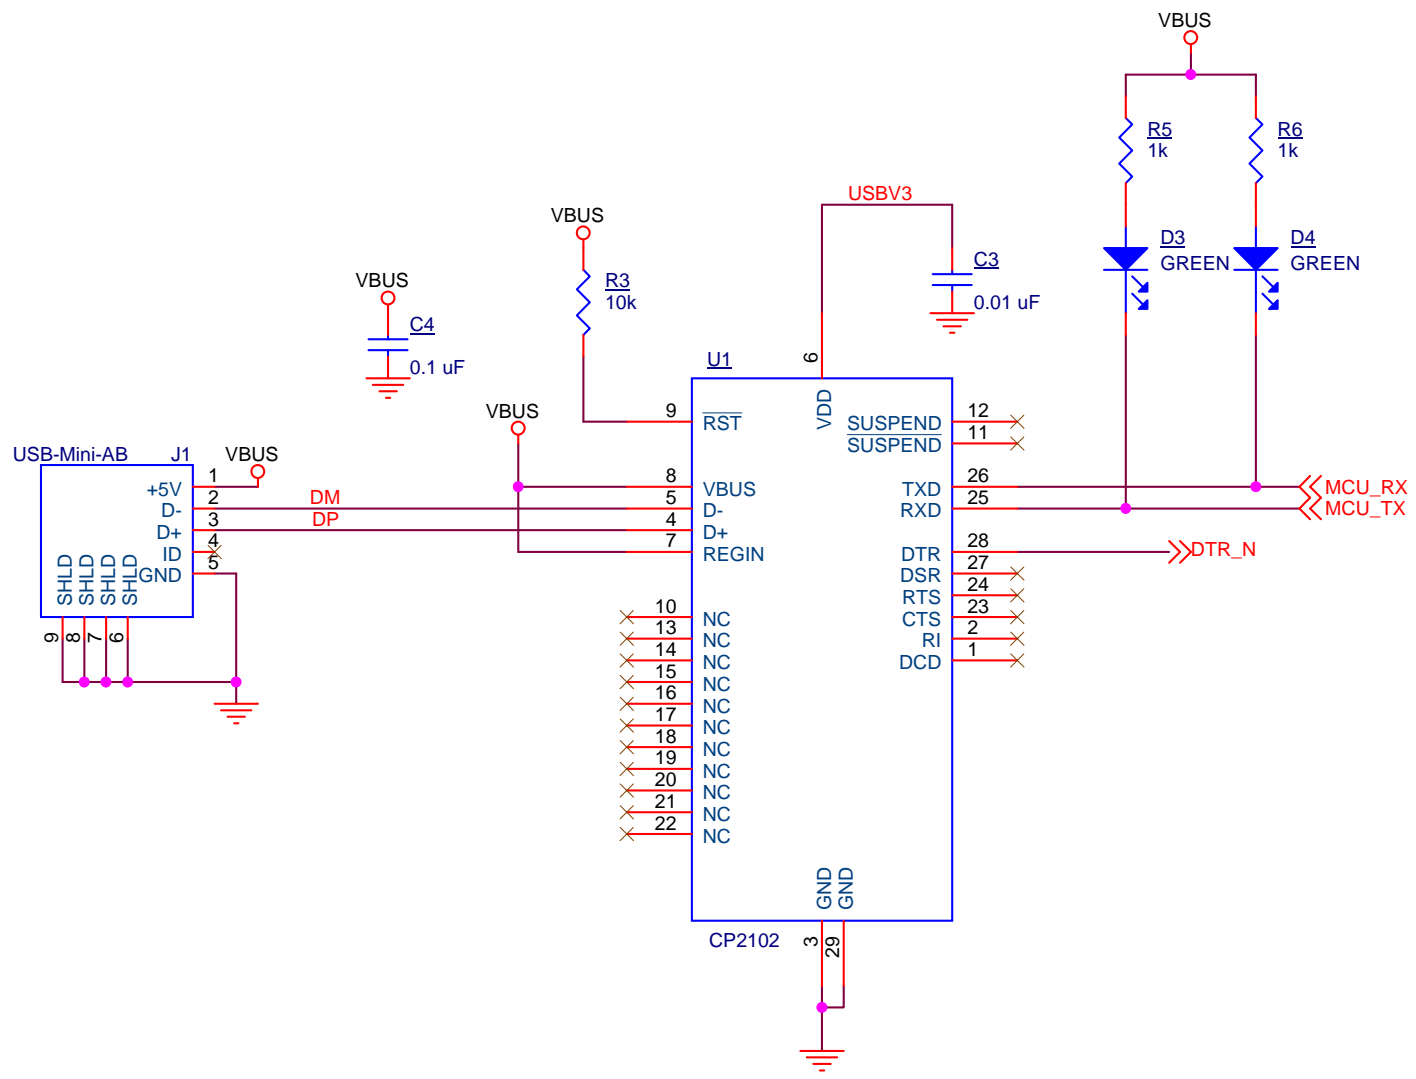 VBUS
R5
1k
R6
1k
D3
GREEN
D4
GREEN
USBV3
C3
0.01 uF
VBUS
R3
10k
VBUS
C4
0.1 uF
VBUS
USB-Mini-AB
J1
VBUS
+5V 1
D- 2
D+ 3
ID 4
GND 5
SHLD SHLD SHLD SHLD
9 8 7 6
DM
DP
U1
6
VDD
9 RST
8 VBUS
5 D-
4 D+
7 REGIN
10 NC
13 NC
14 NC
15 NC
16 NC
17 NC
18 NC
19 NC
20 NC
21 NC
22 NC
SUSPEND 12
SUSPEND 11
TXD 26
RXD 25
DTR 28
DSR 27
RTS 24
CTS 23
RI 2
DCD 1
MCU_RX
MCU_TX
DTR_N
GND GND
3 29
CP2102